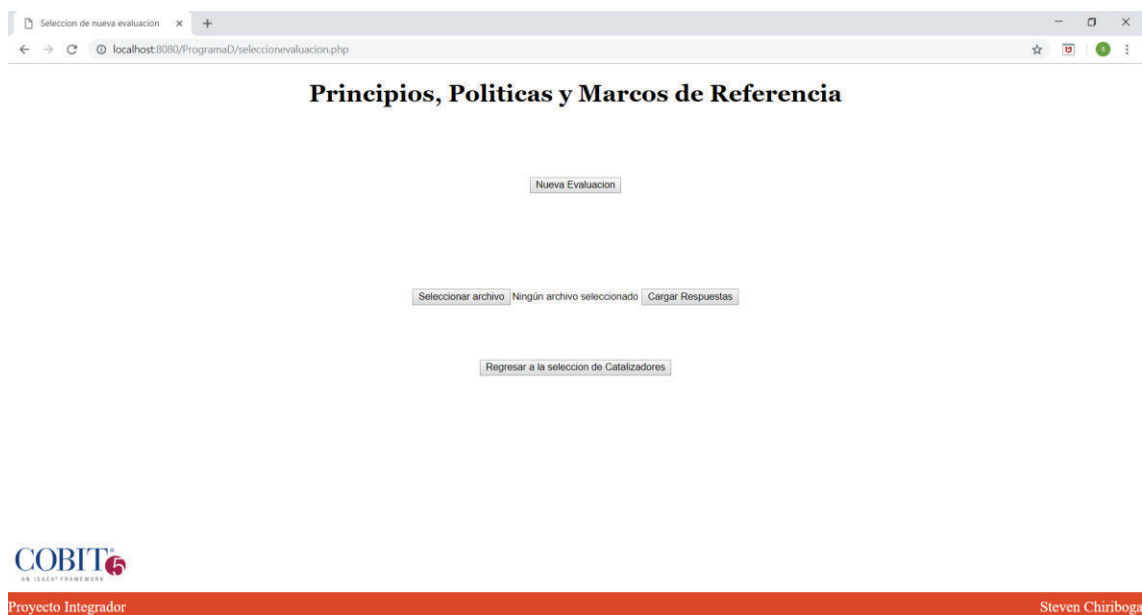 Seleccion de nueva evaluacion
localhost:8080/ProgramaD/seleccionevaluacion.php
Principios, Politicas y Marcos de Referencia
Nueva Evaluacion
Seleccionar archivo Ningún archivo seleccionado Cargar Respuestas
Regresar a la seleccion de Catalizadores
COBIT® 5
AN ISACA® FRAMEWORK
Proyecto Integrador Steven Chiriboga